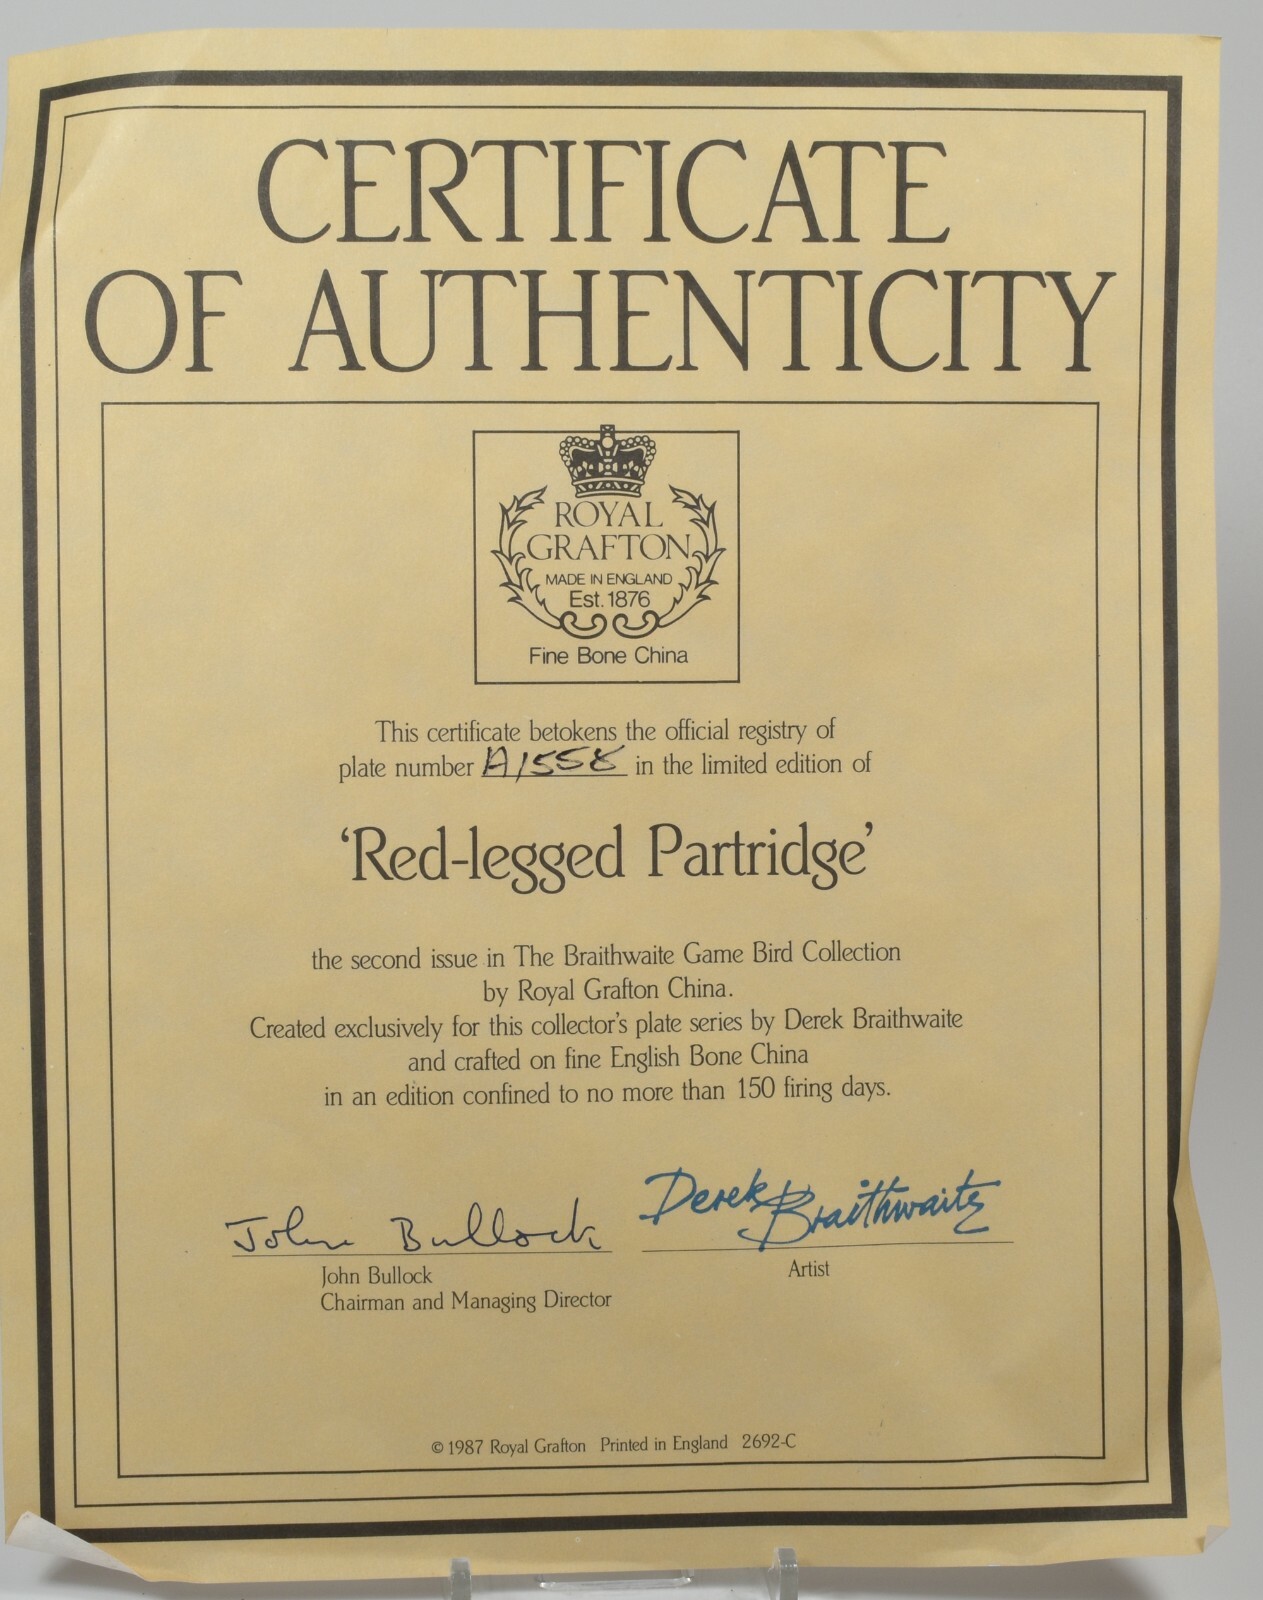 CERTIFICATE
OF AUTHENTICITY
ROYAL
GRAFTON
MADE IN ENGLAND
Est. 1876
Fine Bone China
This certificate betokens the official registry of
plate number A1558 in the limited edition of
‘Red-legged Partridge’
the second issue in The Braithwaite Game Bird Collection
by Royal Grafton China.
Created exclusively for this collector's plate series by Derek Braithwaite
and crafted on fine English Bone China
in an edition confined to no more than 150 firing days.
John Bullock Derek Braithwaite
John Bullock Artist
Chairman and Managing Director
© 1987 Royal Grafton Printed in England 2692-C